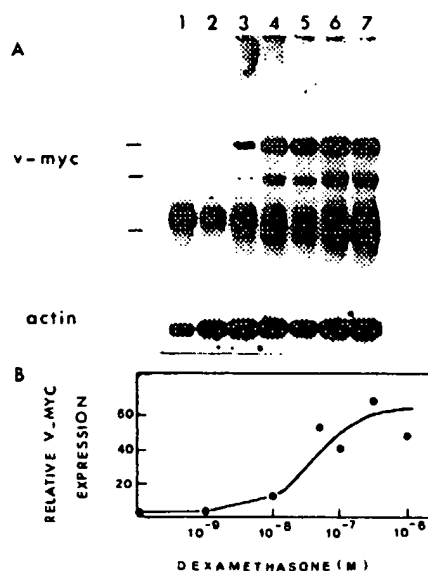 1 2 3 4 5 6 7
A
v-myc
actin
B
RELATIVE V_MYC
EXPRESSION
60
40
20
10⁻⁹ 10⁻⁸ 10⁻⁷ 10⁻⁶
DEXAMETHASONE (M)